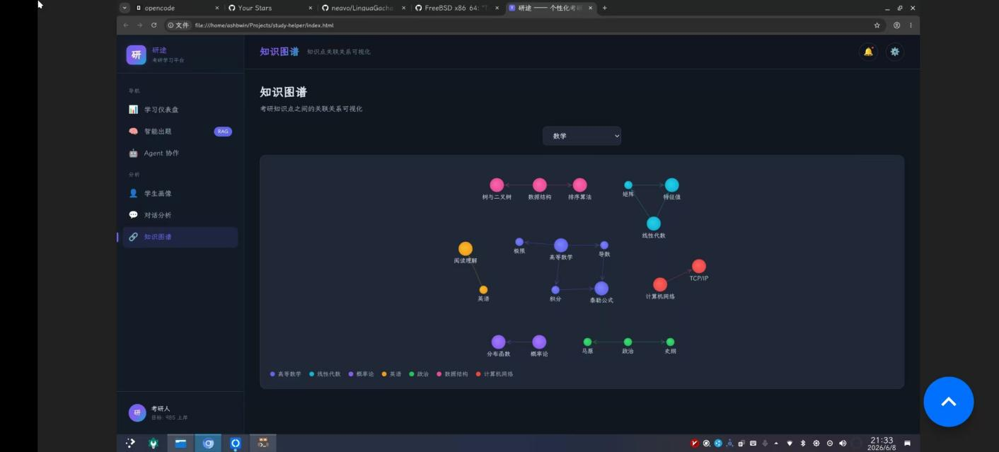 opencode
Your Stars
neavo/LinguaGacha
FreeBSD x86 64: "T
研途 —— 个性化考研
文件 file:///home/ashbwin/Projects/study-helper/index.html
研
研途
考研学习平台
知识图谱 知识点关联关系可视化
导航
学习仪表盘
智能出题 RAG
Agent 协作
分析
学生画像
对话分析
知识图谱
知识图谱
考研知识点之间的关联关系可视化
数学
树与二叉树
数据结构
排序算法
矩阵
特征值
线性代数
阅读理解
英语
极限
高等数学
导数
积分
泰勒公式
TCP/IP
计算机网络
分布函数
概率论
马原
政治
史纲
高等数学 线性代数 概率论 英语 政治 数据结构 计算机网络
研
考研人
目标: 985 上岸
21:33
2026/6/8